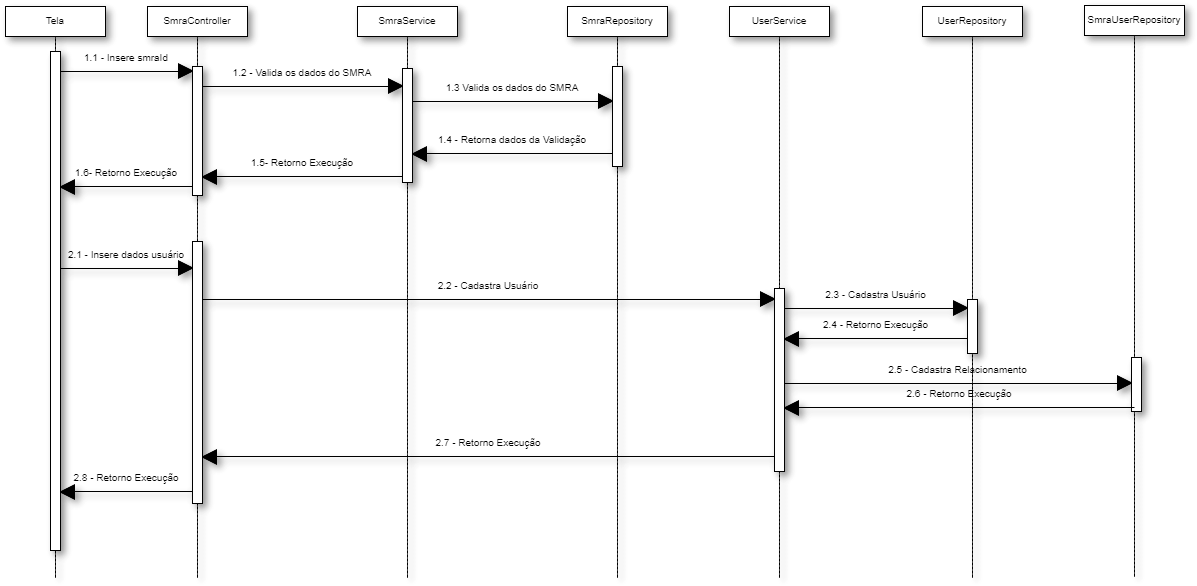 Tela
SmraController
SmraService
SmraRepository
UserService
UserRepository
SmraUserRepository
1.1 - Insere smraId
1.2 - Valida os dados do SMRA
1.3 Valida os dados do SMRA
1.4 - Retorna dados da Validação
1.5- Retorno Execução
1.6- Retorno Execução
2.1 - Insere dados usuário
2.2 - Cadastra Usuário
2.3 - Cadastra Usuário
2.4 - Retorno Execução
2.5 - Cadastra Relacionamento
2.6 - Retorno Execução
2.7 - Retorno Execução
2.8 - Retorno Execução